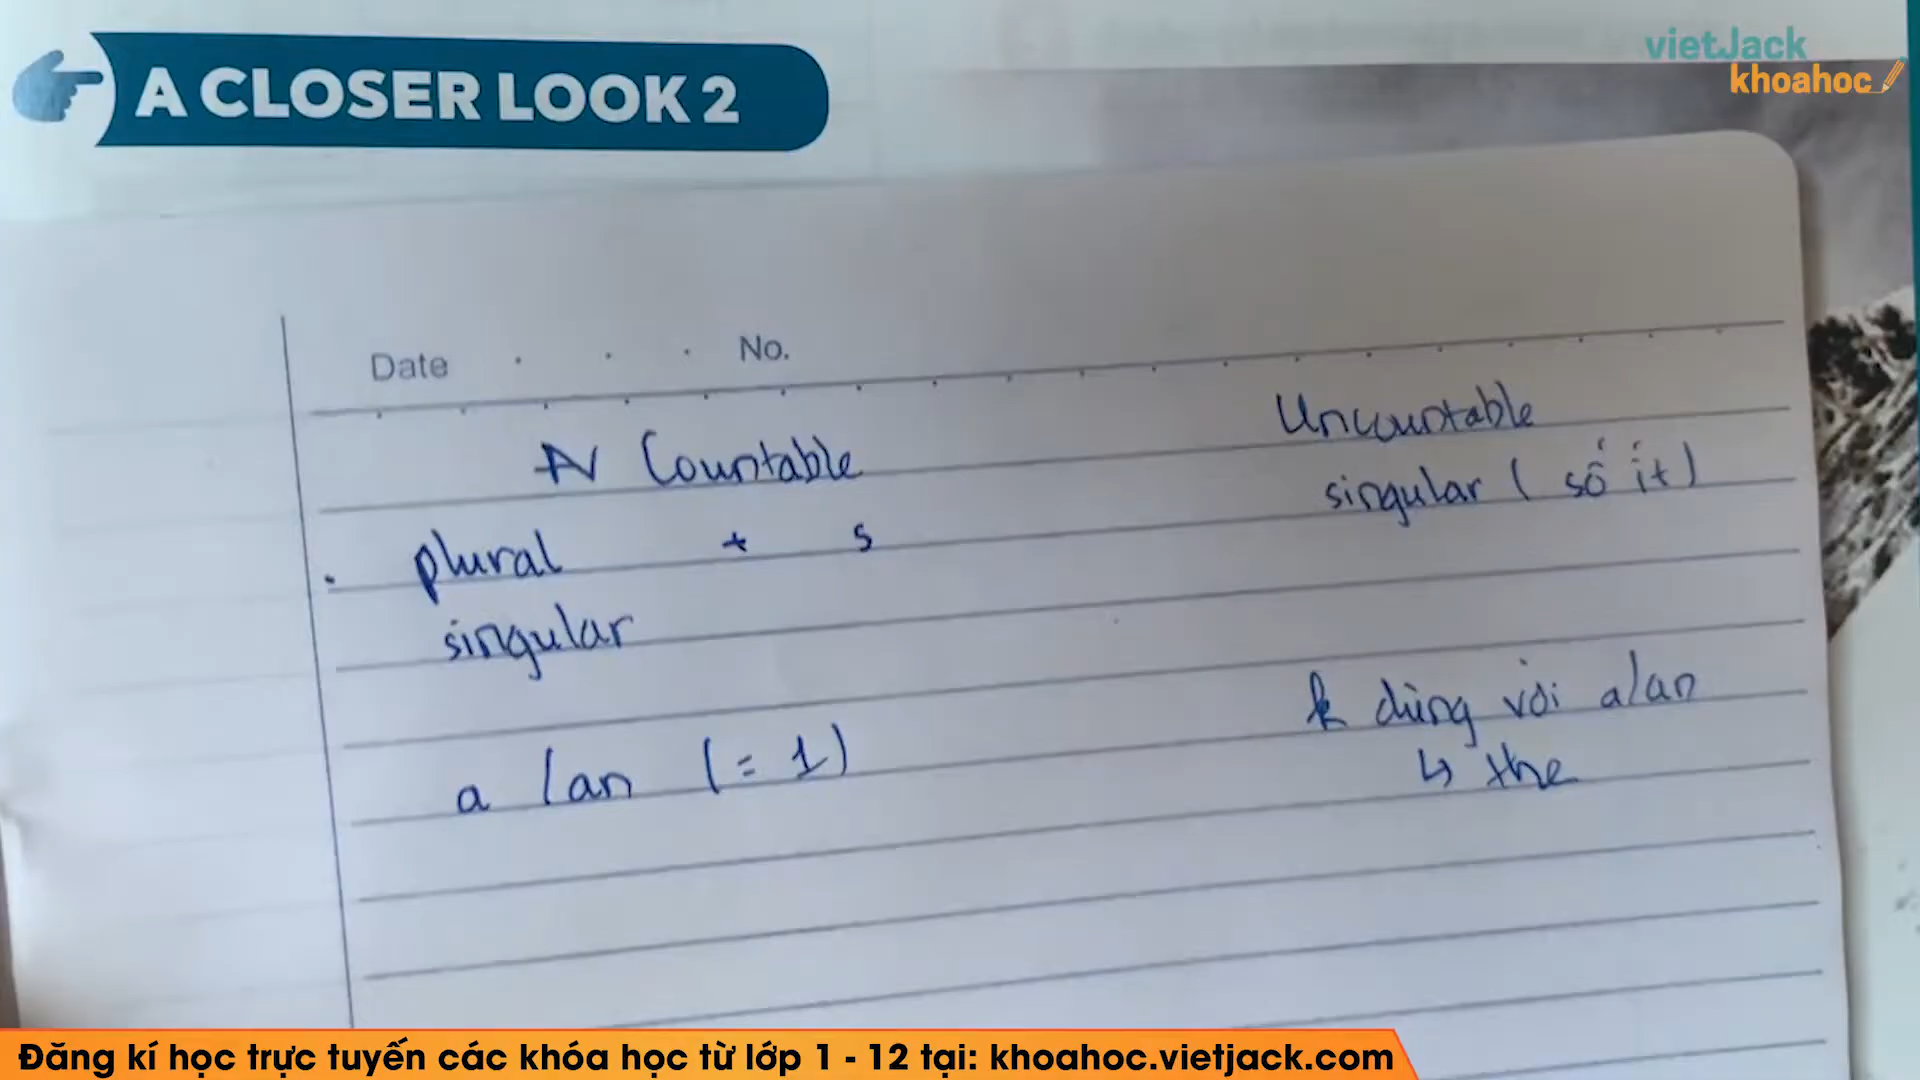 A CLOSER LOOK 2
vietJack
khoahoc
Date No.
N Countable
Uncountable
singular ( số ít )
plural + s
singular
k dùng với a/an
↳ the
a / an ( = 1 )
Đăng kí học trực tuyến các khóa học từ lớp 1 - 12 tại: khoahoc.vietjack.com